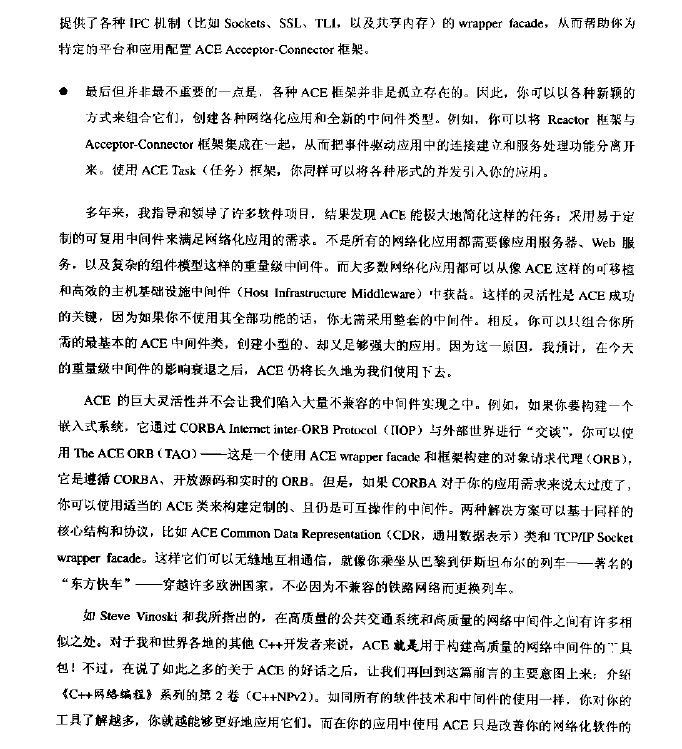 提供了各种 IPC 机制（比如 Sockets、SSL、TLI，以及共享内存）的 wrapper facade，从而帮助你为
特定的平台和应用配置 ACE Acceptor-Connector 框架。
● 最后但并非最不重要的一点是，各种 ACE 框架并非是孤立存在的。因此，你可以以各种新颖的
方式来组合它们，创建各种网络化应用和全新的中间件类型。例如，你可以将 Reactor 框架与
Acceptor-Connector 框架集成在一起，从而把事件驱动应用中的连接建立和服务处理功能分离开
来。使用 ACE Task（任务）框架，你同样可以将各种形式的并发引入你的应用。
多年来，我指导和领导了许多软件项目，结果发现 ACE 能极大地简化这样的任务：采用易于定
制的可复用中间件来满足网络化应用的需求。不是所有的网络化应用都需要像应用服务器、Web 服
务，以及复杂的组件模型这样的重量级中间件。而大多数网络化应用都可以从像 ACE 这样的可移植
和高效的主机基础设施中间件（Host Infrastructure Middleware）中获益。这样的灵活性是 ACE 成功
的关键，因为如果你不使用其全部功能的话，你无需采用整套的中间件。相反，你可以只组合你所
需的最基本的 ACE 中间件类，创建小型的、却又足够强大的应用。因为这一原因，我预计，在今天
的重量级中间件的影响衰退之后，ACE 仍将长久地为我们使用下去。
ACE 的巨大灵活性并不会让我们陷入大量不兼容的中间件实现之中。例如，如果你要构建一个
嵌入式系统，它通过 CORBA Internet inter-ORB Protocol（IIOP）与外部世界进行“交谈”，你可以使
用 The ACE ORB（TAO）——这是一个使用 ACE wrapper facade 和框架构建的对象请求代理（ORB），
它是遵循 CORBA、开放源码和实时的 ORB。但是，如果 CORBA 对于你的应用需求来说太过度了，
你可以使用适当的 ACE 类来构建定制的、且仍是可互操作的中间件。两种解决方案可以基于同样的
核心结构和协议，比如 ACE Common Data Representation（CDR，通用数据表示）类和 TCP/IP Socket
wrapper facade。这样它们可以无缝地互相通信，就像你乘坐从巴黎到伊斯坦布尔的列车——著名的
“东方快车”——穿越许多欧洲国家，不必因为不兼容的铁路网络而更换列车。
如 Steve Vinoski 和我所指出的，在高质量的公共交通系统和高质量的网络中间件之间有许多相
似之处。对于我和世界各地的其他 C++开发者来说，ACE 就是用于构建高质量的网络中间件的工具
包！不过，在说了如此之多的关于 ACE 的好话之后，让我们再回到这篇前言的主要意图上来：介绍
《C++网络编程》系列的第 2 卷（C++NPv2）。如同所有的软件技术和中间件的使用一样，你对你的
工具了解越多，你就越能够更好地应用它们。而在你的应用中使用 ACE 只是改善你的网络化软件的